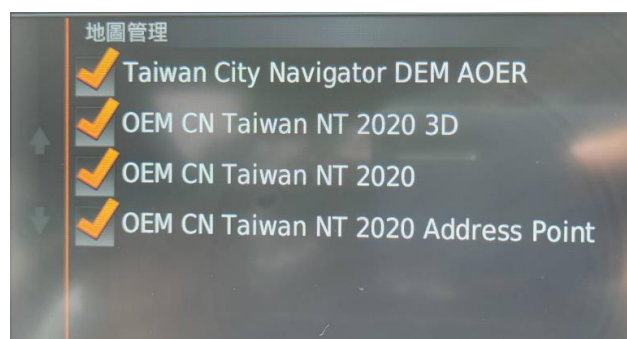 地圖管理
Taiwan City Navigator DEM AOER
OEM CN Taiwan NT 2020 3D
OEM CN Taiwan NT 2020
OEM CN Taiwan NT 2020 Address Point